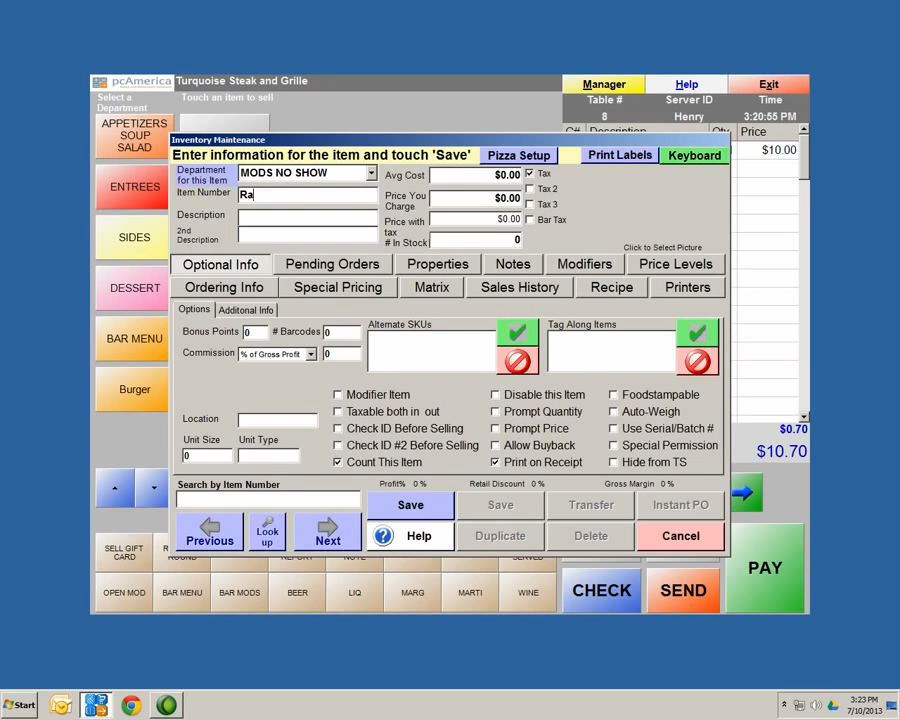 pcAmerica Turquoise Steak and Grille
Manager Help Exit
Select a Department
Touch an item to sell
Table # Server ID Time
8 Henry 3:20:55 PM
Description Price
$10.00
APPETIZERS
SOUP
SALAD
ENTREES
SIDES
DESSERT
BAR MENU
Burger
Inventory Maintenance
Enter information for the item and touch 'Save' Pizza Setup Print Labels Keyboard
Department for this Item MODS NO SHOW
Item Number Ra
Description
2nd Description
Avg Cost $0.00 Tax
Price You Charge $0.00 Tax 2
Tax 3
Price with tax $0.00 Bar Tax
# In Stock 0
Click to Select Picture
Optional Info Pending Orders Properties Notes Modifiers Price Levels
Ordering Info Special Pricing Matrix Sales History Recipe Printers
Options Additonal Info
Bonus Points 0 # Barcodes 0
Commission % of Gross Profit 0
Alternate SKUs
Tag Along Items
Location
Unit Size Unit Type
0
Modifier Item
Taxable both in out
Check ID Before Selling
Check ID #2 Before Selling
Count This Item
Disable this Item
Prompt Quantity
Prompt Price
Allow Buyback
Print on Receipt
Foodstampable
Auto-Weigh
Use Serial/Batch #
Special Permission
Hide from TS
Search by Item Number
Profit% 0 % Retail Discount 0 % Gross Margin 0 %
Save Save Transfer Instant PO
Previous Look up Next Help Duplicate Delete Cancel
$0.70
$10.70
SELL GIFT CARD
OPEN MOD BAR MENU BAR MODS BEER LIQ MARG MARTI WINE
CHECK SEND PAY
Start
3:23 PM
7/10/2013